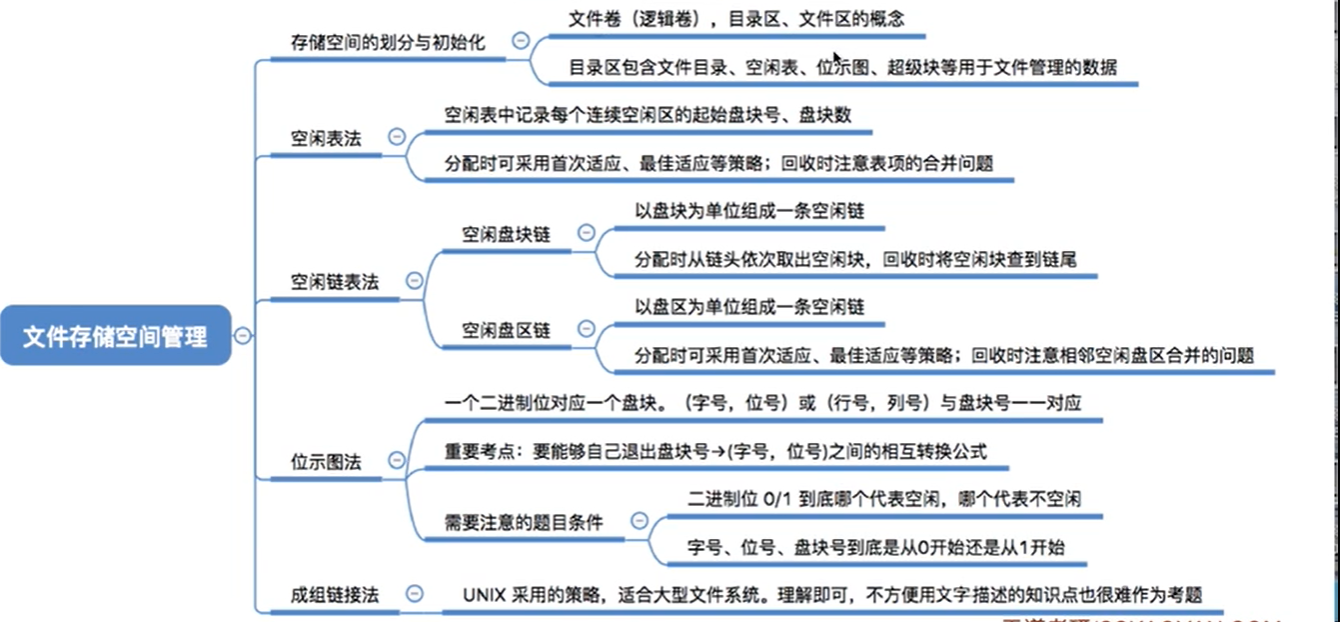 存储空间的划分与初始化
文件卷（逻辑卷），目录区、文件区的概念
目录区包含文件目录、空闲表、位示图、超级块等用于文件管理的数据
空闲表法
空闲表中记录每个连续空闲区的起始盘块号、盘块数
分配时可采用首次适应、最佳适应等策略；回收时注意表项的合并问题
空闲链表法
空闲盘块链
以盘块为单位组成一条空闲链
分配时从链头依次取出空闲块，回收时将空闲块查到链尾
空闲盘区链
以盘区为单位组成一条空闲链
分配时可采用首次适应、最佳适应等策略；回收时注意相邻空闲盘区合并的问题
文件存储空间管理
位示图法
一个二进制位对应一个盘块。（字号，位号）或（行号，列号）与盘块号一一对应
重要考点：要能够自己退出盘块号→(字号，位号)之间的相互转换公式
需要注意的题目条件
二进制位 0/1 到底哪个代表空闲，哪个代表不空闲
字号、位号、盘块号到底是从0开始还是从1开始
成组链接法
UNIX 采用的策略，适合大型文件系统。理解即可，不方便用文字描述的知识点也很难作为考题